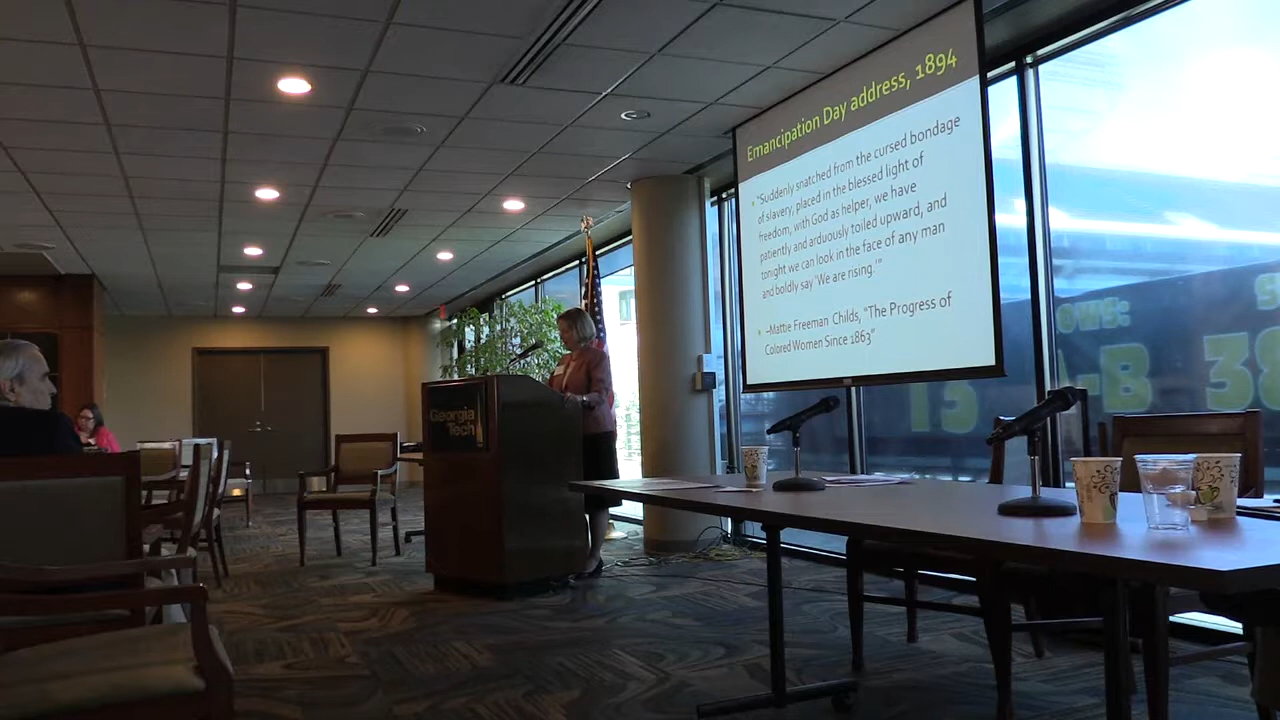 Emancipation Day address, 1894
"Suddenly snatched from the cursed bondage
of slavery, placed in the blessed light of
freedom, with God as helper, we have
patiently and arduously toiled upward, and
tonight we can look in the face of any man
and boldly say 'We are rising.'"
–Mattie Freeman Childs, "The Progress of
Colored Women Since 1863"
Georgia
Tech
OWS:
S
13
A-B
38